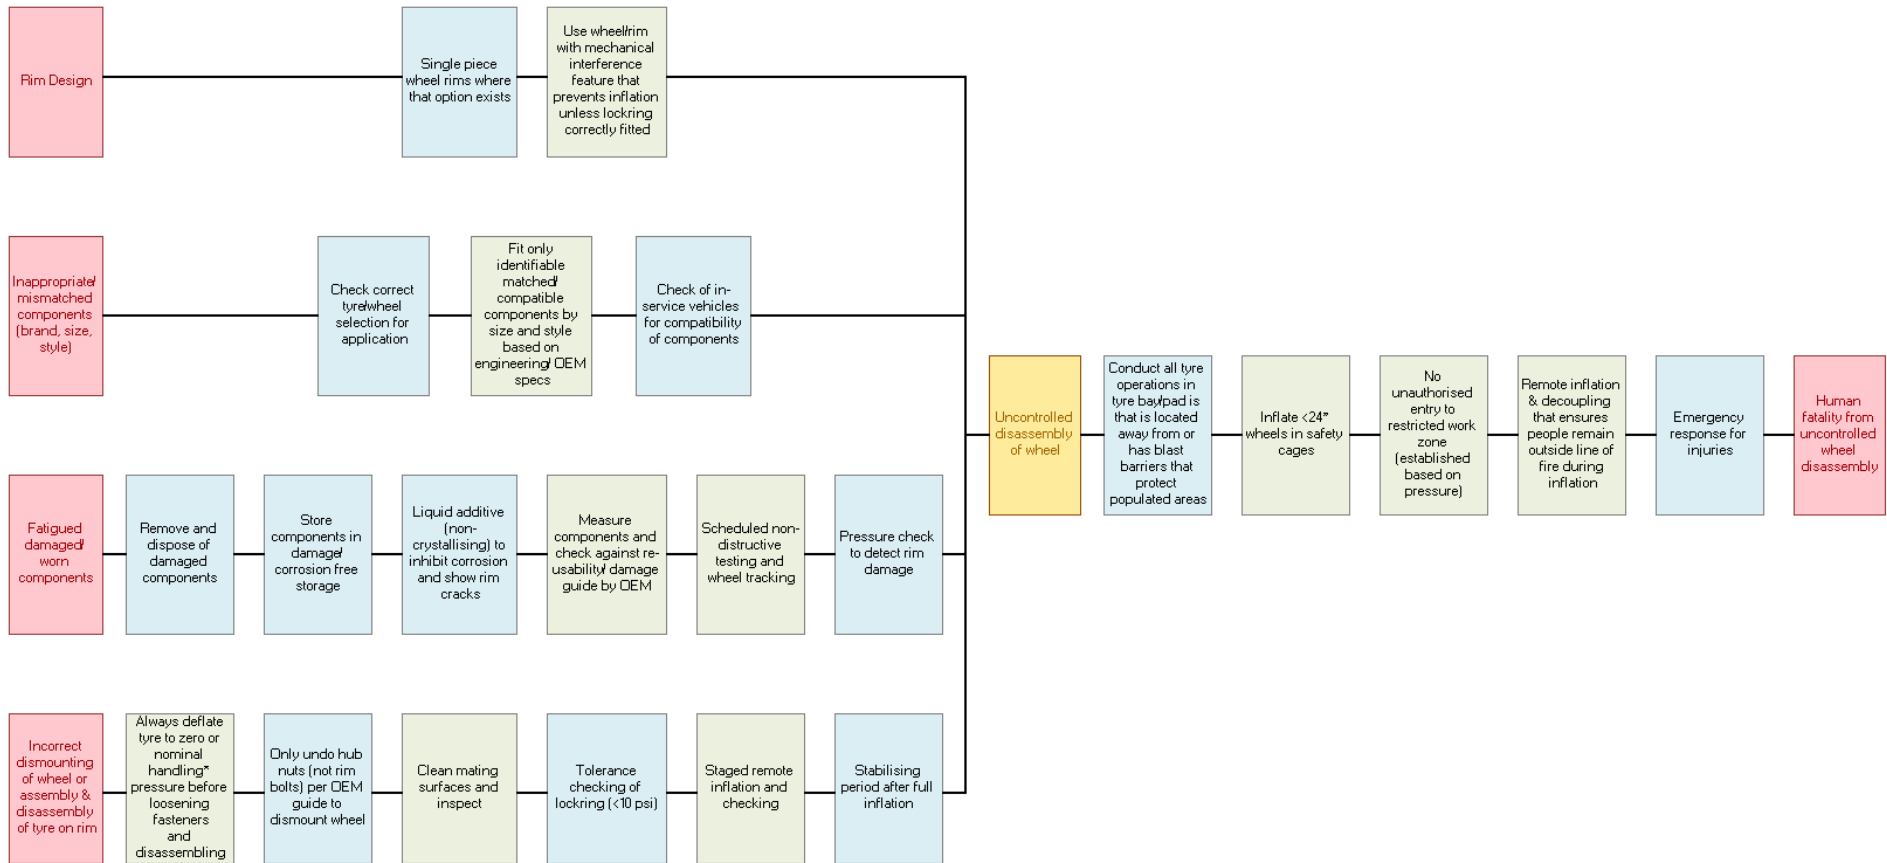 Rim Design
Single piece
wheel rims where
that option exists
Use wheel/rim
with mechanical
interference
feature that
prevents inflation
unless lockring
correctly fitted
Inappropriate/
mismatched
components
(brand, size,
style)
Check correct
tyre/wheel
selection for
application
Fit only
identifiable
matched/
compatible
components by
size and style
based on
engineering/ OEM
specs
Check of in-
service vehicles
for compatibility
of components
Uncontrolled
disassembly
of wheel
Conduct all tyre
operations in
tyre bay/pad is
that is located
away from or
has blast
barriers that
protect
populated areas
Inflate <24"
wheels in safety
cages
No
unauthorised
entry to
restricted work
zone
(established
based on
pressure)
Remote inflation
& decoupling
that ensures
people remain
outside line of
fire during
inflation
Emergency
response for
injuries
Human
fatality from
uncontrolled
wheel
disassembly
Fatigued
damaged/
worn
components
Remove and
dispose of
damaged
components
Store
components in
damage/
corrosion free
storage
Liquid additive
(non-
crystallising) to
inhibit corrosion
and show rim
cracks
Measure
components and
check against re-
usability/ damage
guide by OEM
Scheduled non-
distructive
testing and
wheel tracking
Pressure check
to detect rim
damage
Incorrect
dismounting
of wheel or
assembly &
disassembly
of tyre on rim
Always deflate
tyre to zero or
nominal
handling*
pressure before
loosening
fasteners
and
disassembling
Only undo hub
nuts (not rim
bolts) per OEM
guide to
dismount wheel
Clean mating
surfaces and
inspect
Tolerance
checking of
lockring (<10 psi)
Staged remote
inflation and
checking
Stabilising
period after full
inflation